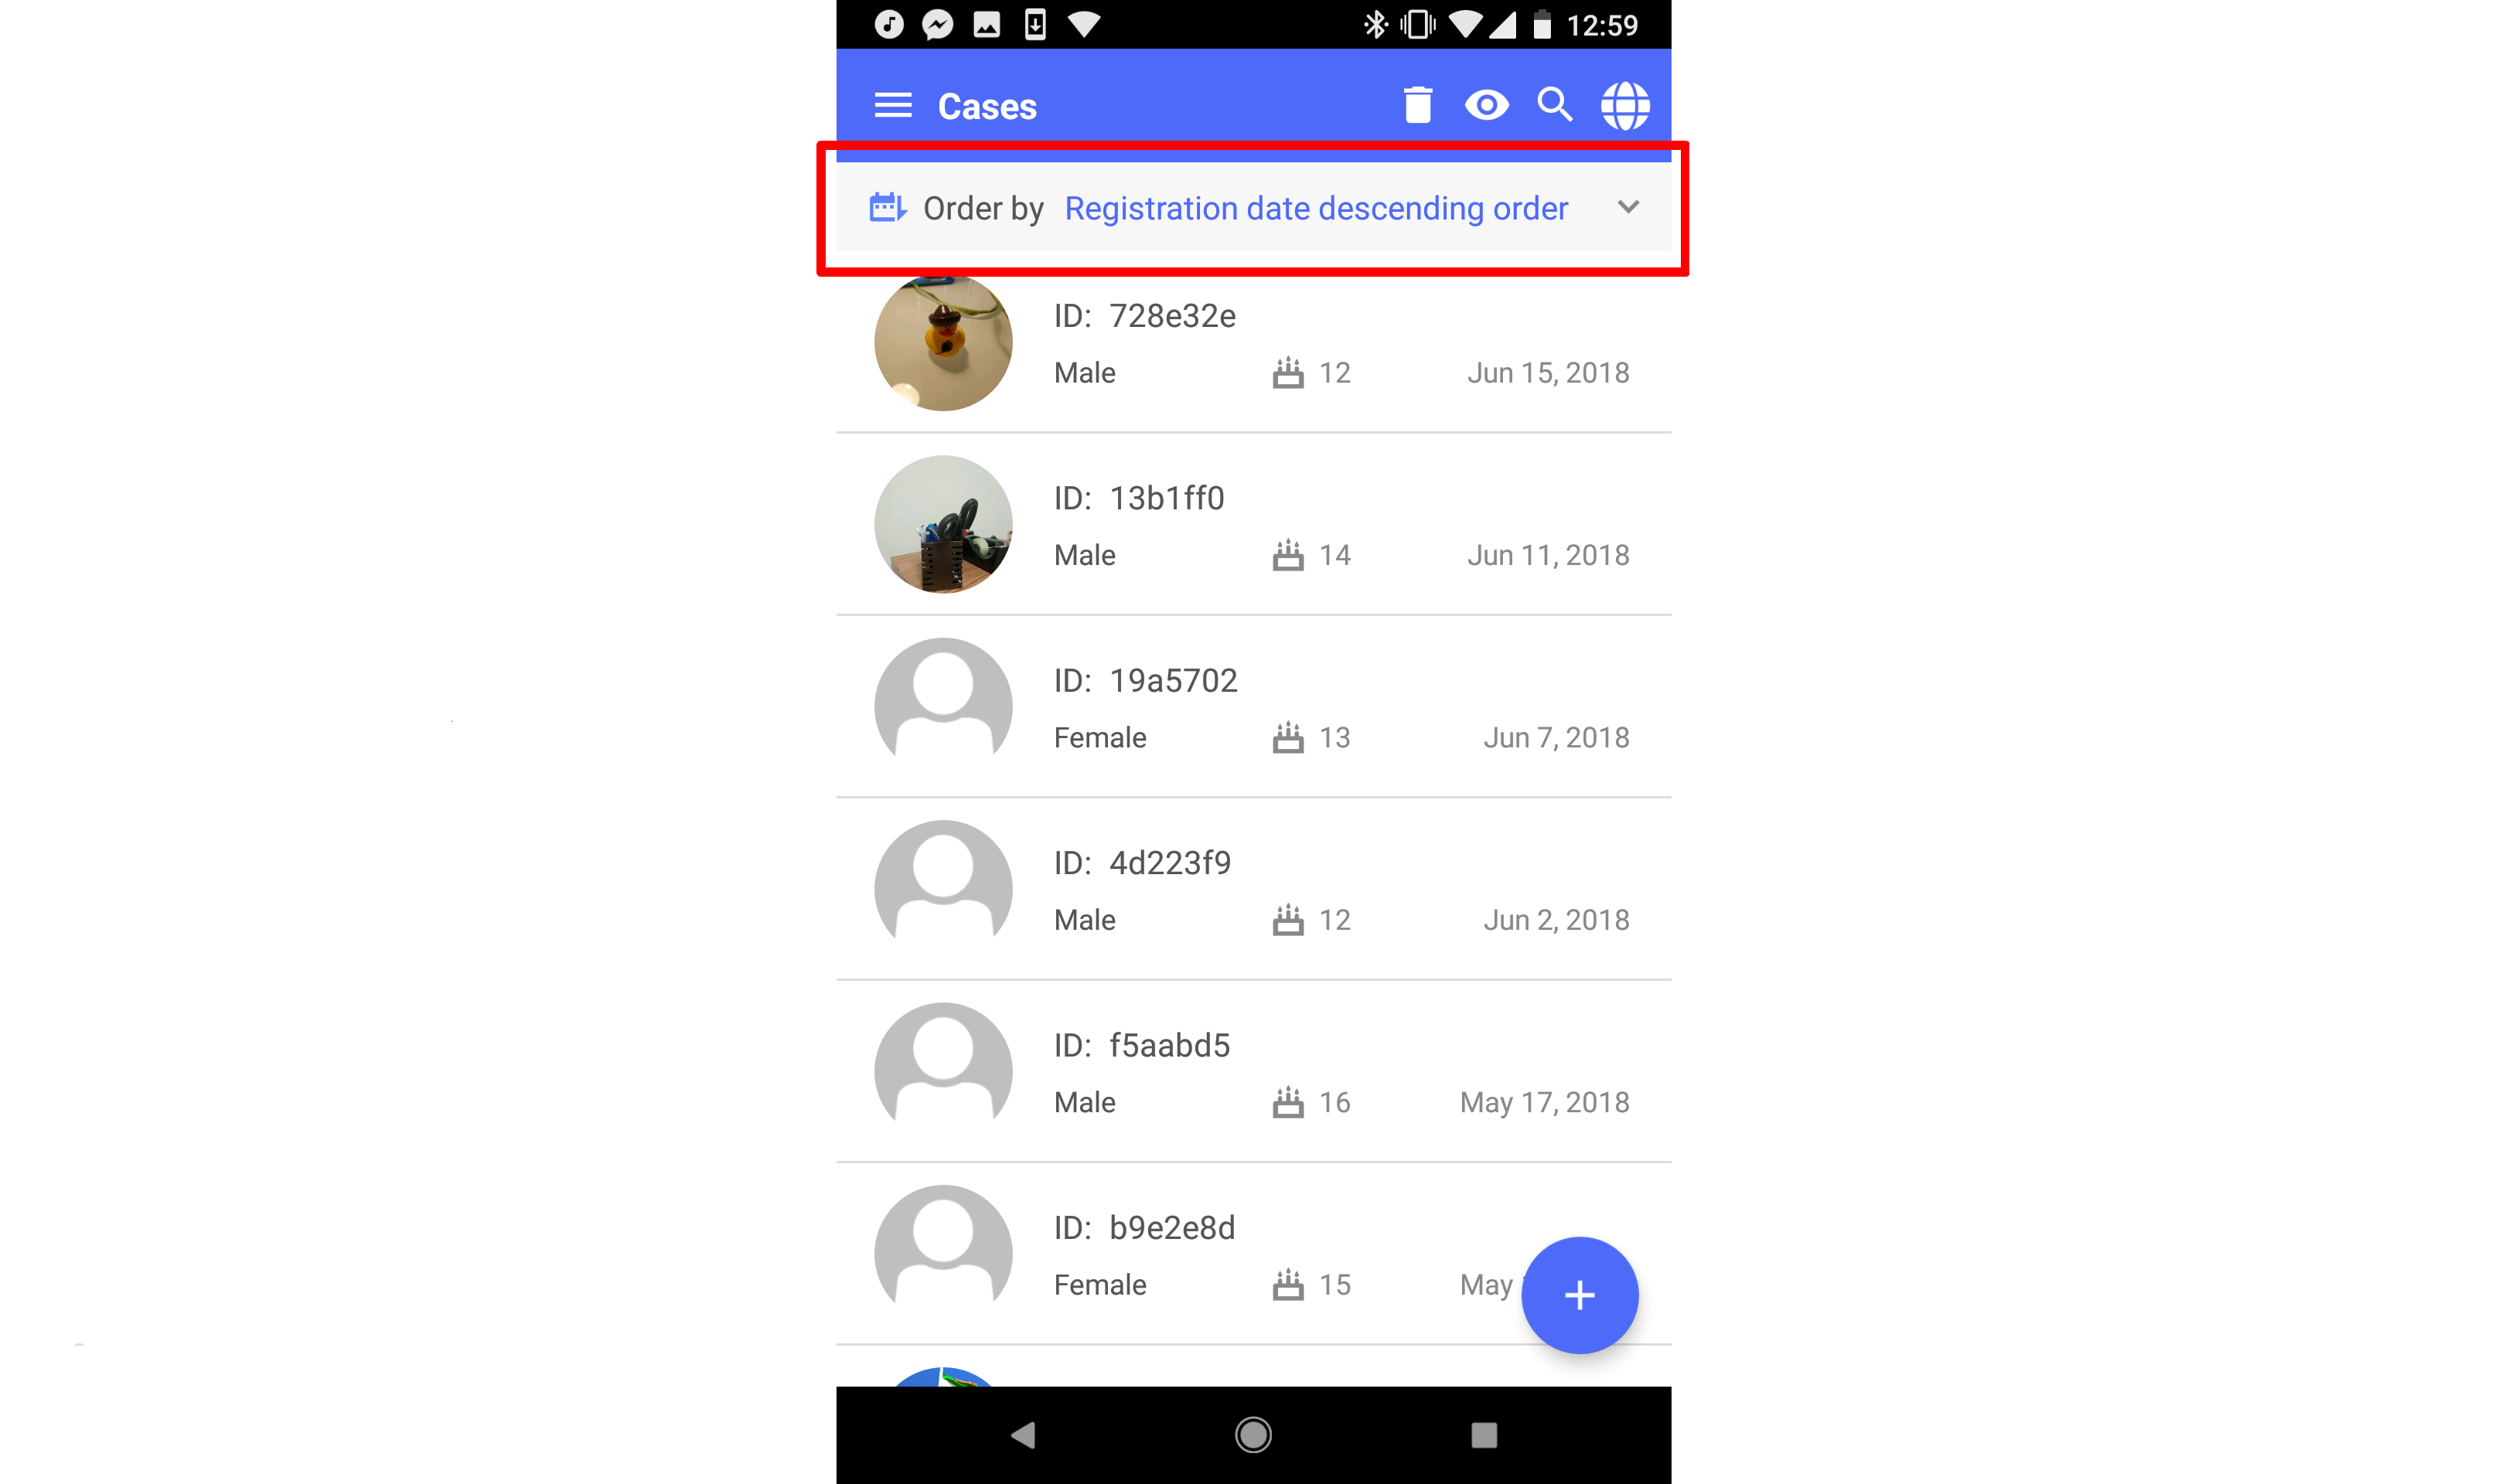 12:59
Cases
Order by Registration date descending order
ID: 728e32e
Male 12 Jun 15, 2018
ID: 13b1ff0
Male 14 Jun 11, 2018
ID: 19a5702
Female 13 Jun 7, 2018
ID: 4d223f9
Male 12 Jun 2, 2018
ID: f5aabd5
Male 16 May 17, 2018
ID: b9e2e8d
Female 15 May